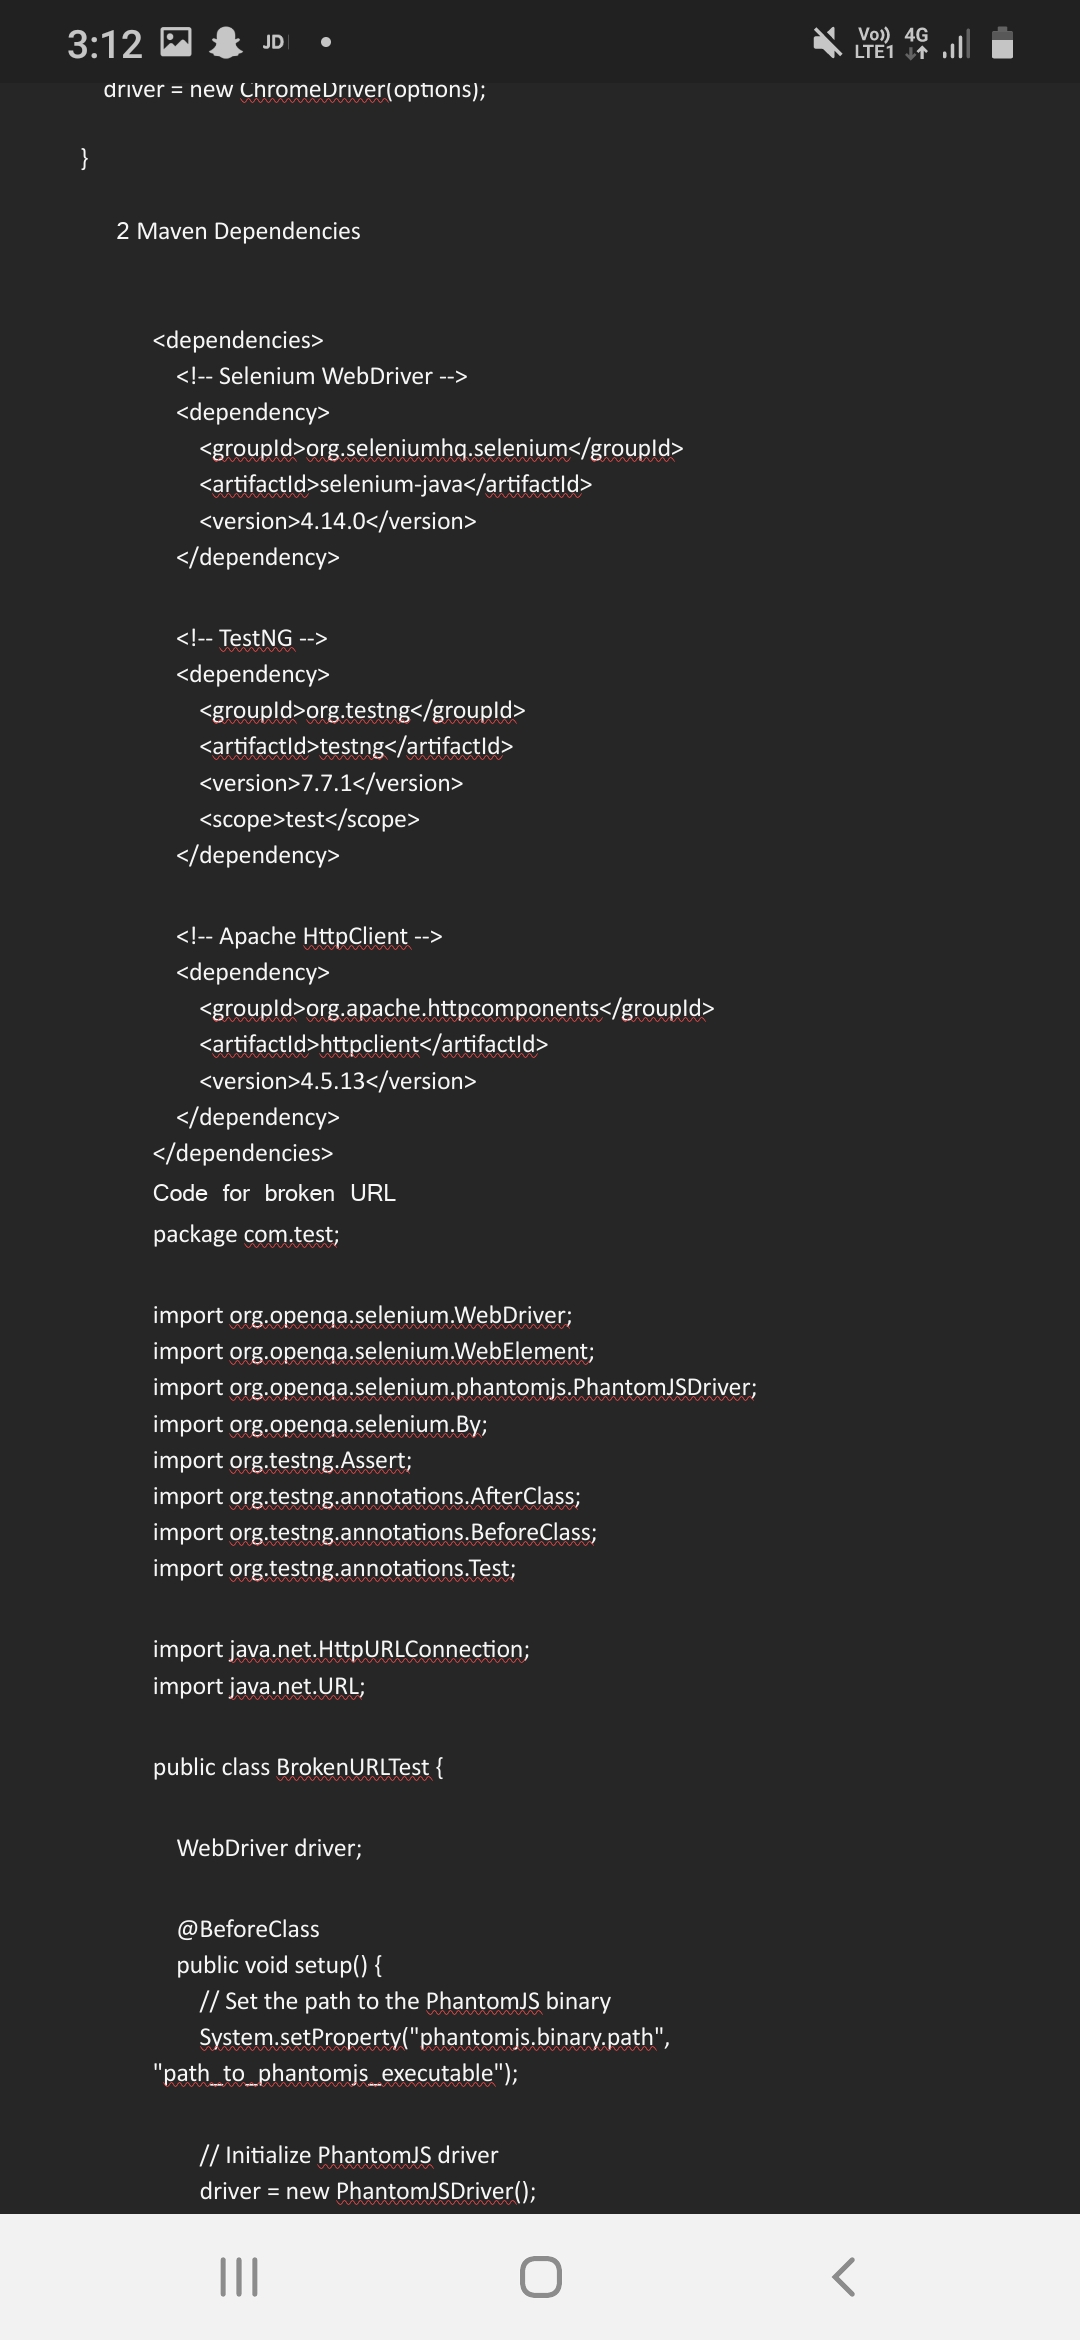 3:12 JD
Vo)) 4G
LTE1
driver = new ChromeDriver(options);
}
2 Maven Dependencies
<dependencies>
<!-- Selenium WebDriver -->
<dependency>
<groupId>org.seleniumhq.selenium</groupId>
<artifactId>selenium-java</artifactId>
<version>4.14.0</version>
</dependency>
<!-- TestNG -->
<dependency>
<groupId>org.testng</groupId>
<artifactId>testng</artifactId>
<version>7.7.1</version>
<scope>test</scope>
</dependency>
<!-- Apache HttpClient -->
<dependency>
<groupId>org.apache.httpcomponents</groupId>
<artifactId>httpclient</artifactId>
<version>4.5.13</version>
</dependency>
</dependencies>
Code for broken URL
package com.test;
import org.openqa.selenium.WebDriver;
import org.openqa.selenium.WebElement;
import org.openqa.selenium.phantomjs.PhantomJSDriver;
import org.openqa.selenium.By;
import org.testng.Assert;
import org.testng.annotations.AfterClass;
import org.testng.annotations.BeforeClass;
import org.testng.annotations.Test;
import java.net.HttpURLConnection;
import java.net.URL;
public class BrokenURLTest {
WebDriver driver;
@BeforeClass
public void setup() {
// Set the path to the PhantomJS binary
System.setProperty("phantomjs.binary.path",
"path_to_phantomjs_executable");
// Initialize PhantomJS driver
driver = new PhantomJSDriver();